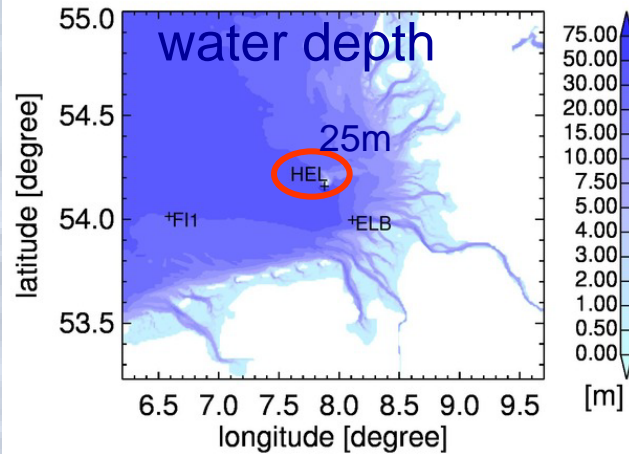 water depth
25m
HEL
FI1
ELB
55.0
54.5
54.0
53.5
latitude [degree]
6.5 7.0 7.5 8.0 8.5 9.0 9.5
longitude [degree]
75.00
50.00
30.00
20.00
15.00
10.00
7.50
5.00
4.00
3.00
2.00
1.00
0.50
0.00
[m]